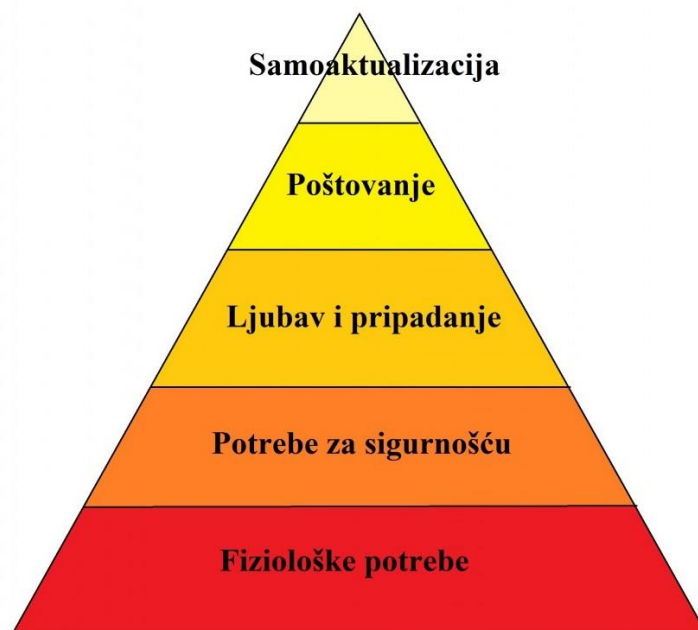 Samoaktualizacija
Poštovanje
Ljubav i pripadanje
Potrebe za sigurnošću
Fiziološke potrebe